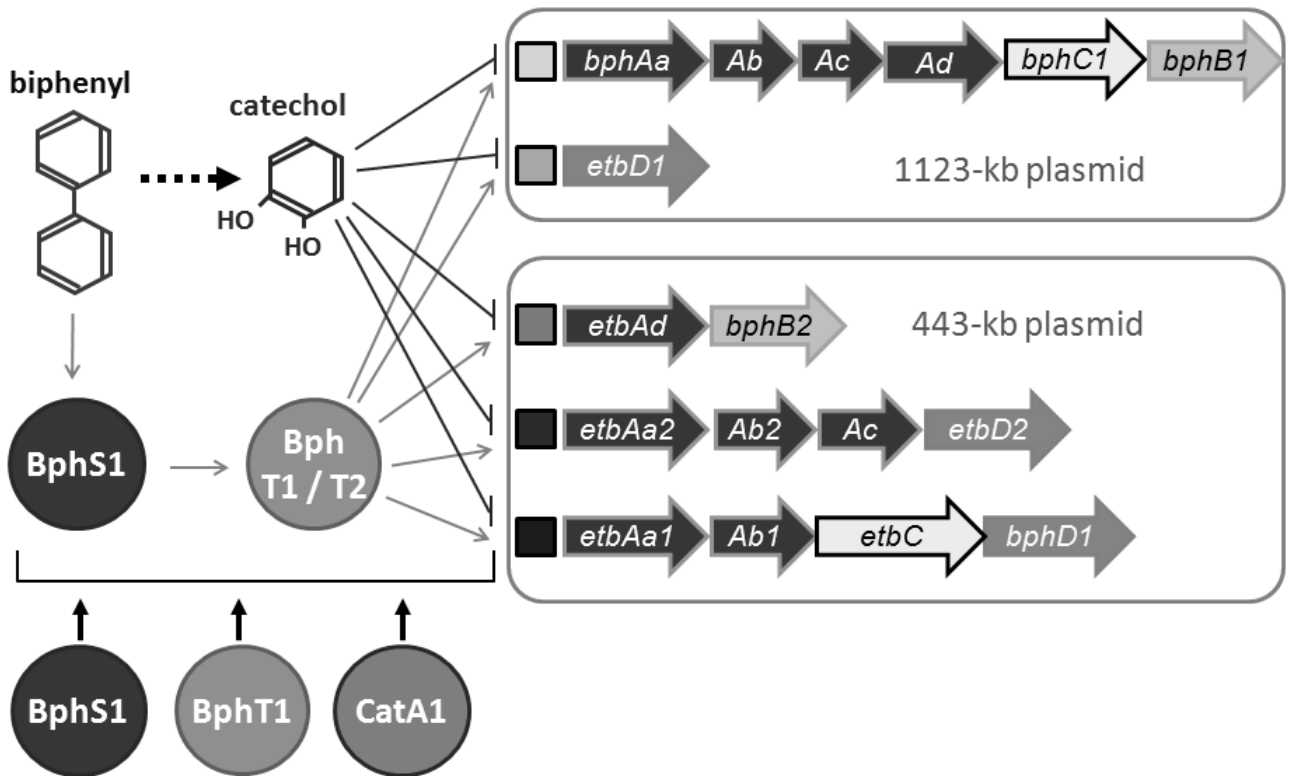 biphenyl
catechol
HO
HO
bphAa Ab Ac Ad bphC1 bphB1
etbD1
1123-kb plasmid
etbAd bphB2
443-kb plasmid
etbAa2 Ab2 Ac etbD2
etbAa1 Ab1 etbC bphD1
BphS1
Bph
T1 / T2
BphS1
BphT1
CatA1